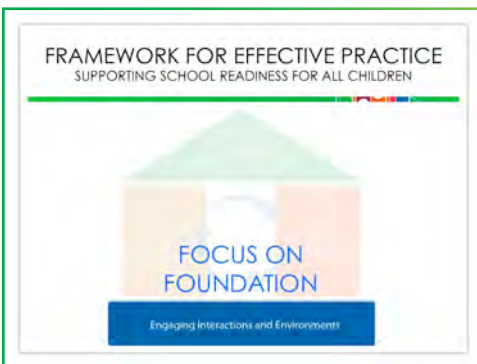 FRAMEWORK FOR EFFECTIVE PRACTICE
SUPPORTING SCHOOL READINESS FOR ALL CHILDREN
FOCUS ON
FOUNDATION
Engaging Interactions and Environments